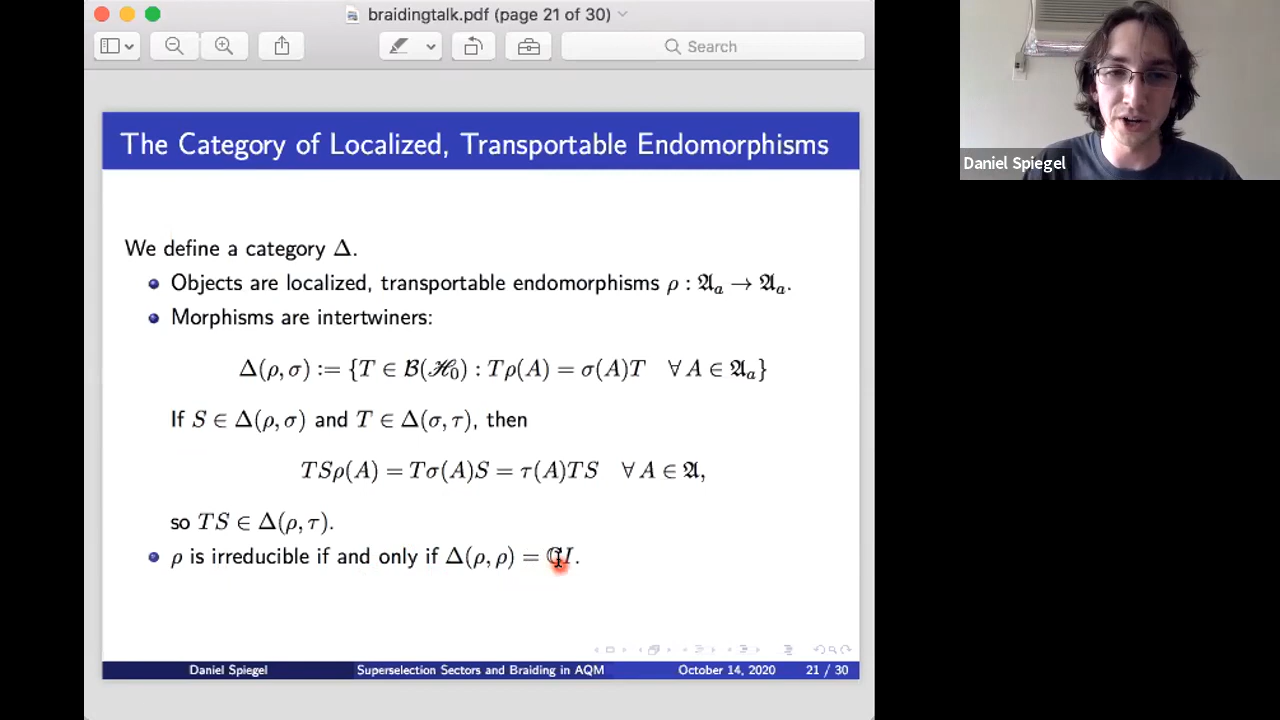 braidingtalk.pdf (page 21 of 30)
Search
The Category of Localized, Transportable Endomorphisms
Daniel Spiegel
We define a category Δ.
Objects are localized, transportable endomorphisms ρ : 𝔄ₐ → 𝔄ₐ.
Morphisms are intertwiners:
Δ(ρ, σ) := {T ∈ 𝓑(ℋ₀) : Tρ(A) = σ(A)T ∀ A ∈ 𝔄ₐ}
If S ∈ Δ(ρ, σ) and T ∈ Δ(σ, τ), then
TSρ(A) = Tσ(A)S = τ(A)TS ∀ A ∈ 𝔄,
so TS ∈ Δ(ρ, τ).
ρ is irreducible if and only if Δ(ρ, ρ) = ℂI.
Daniel Spiegel Superselection Sectors and Braiding in AQM October 14, 2020 21 / 30